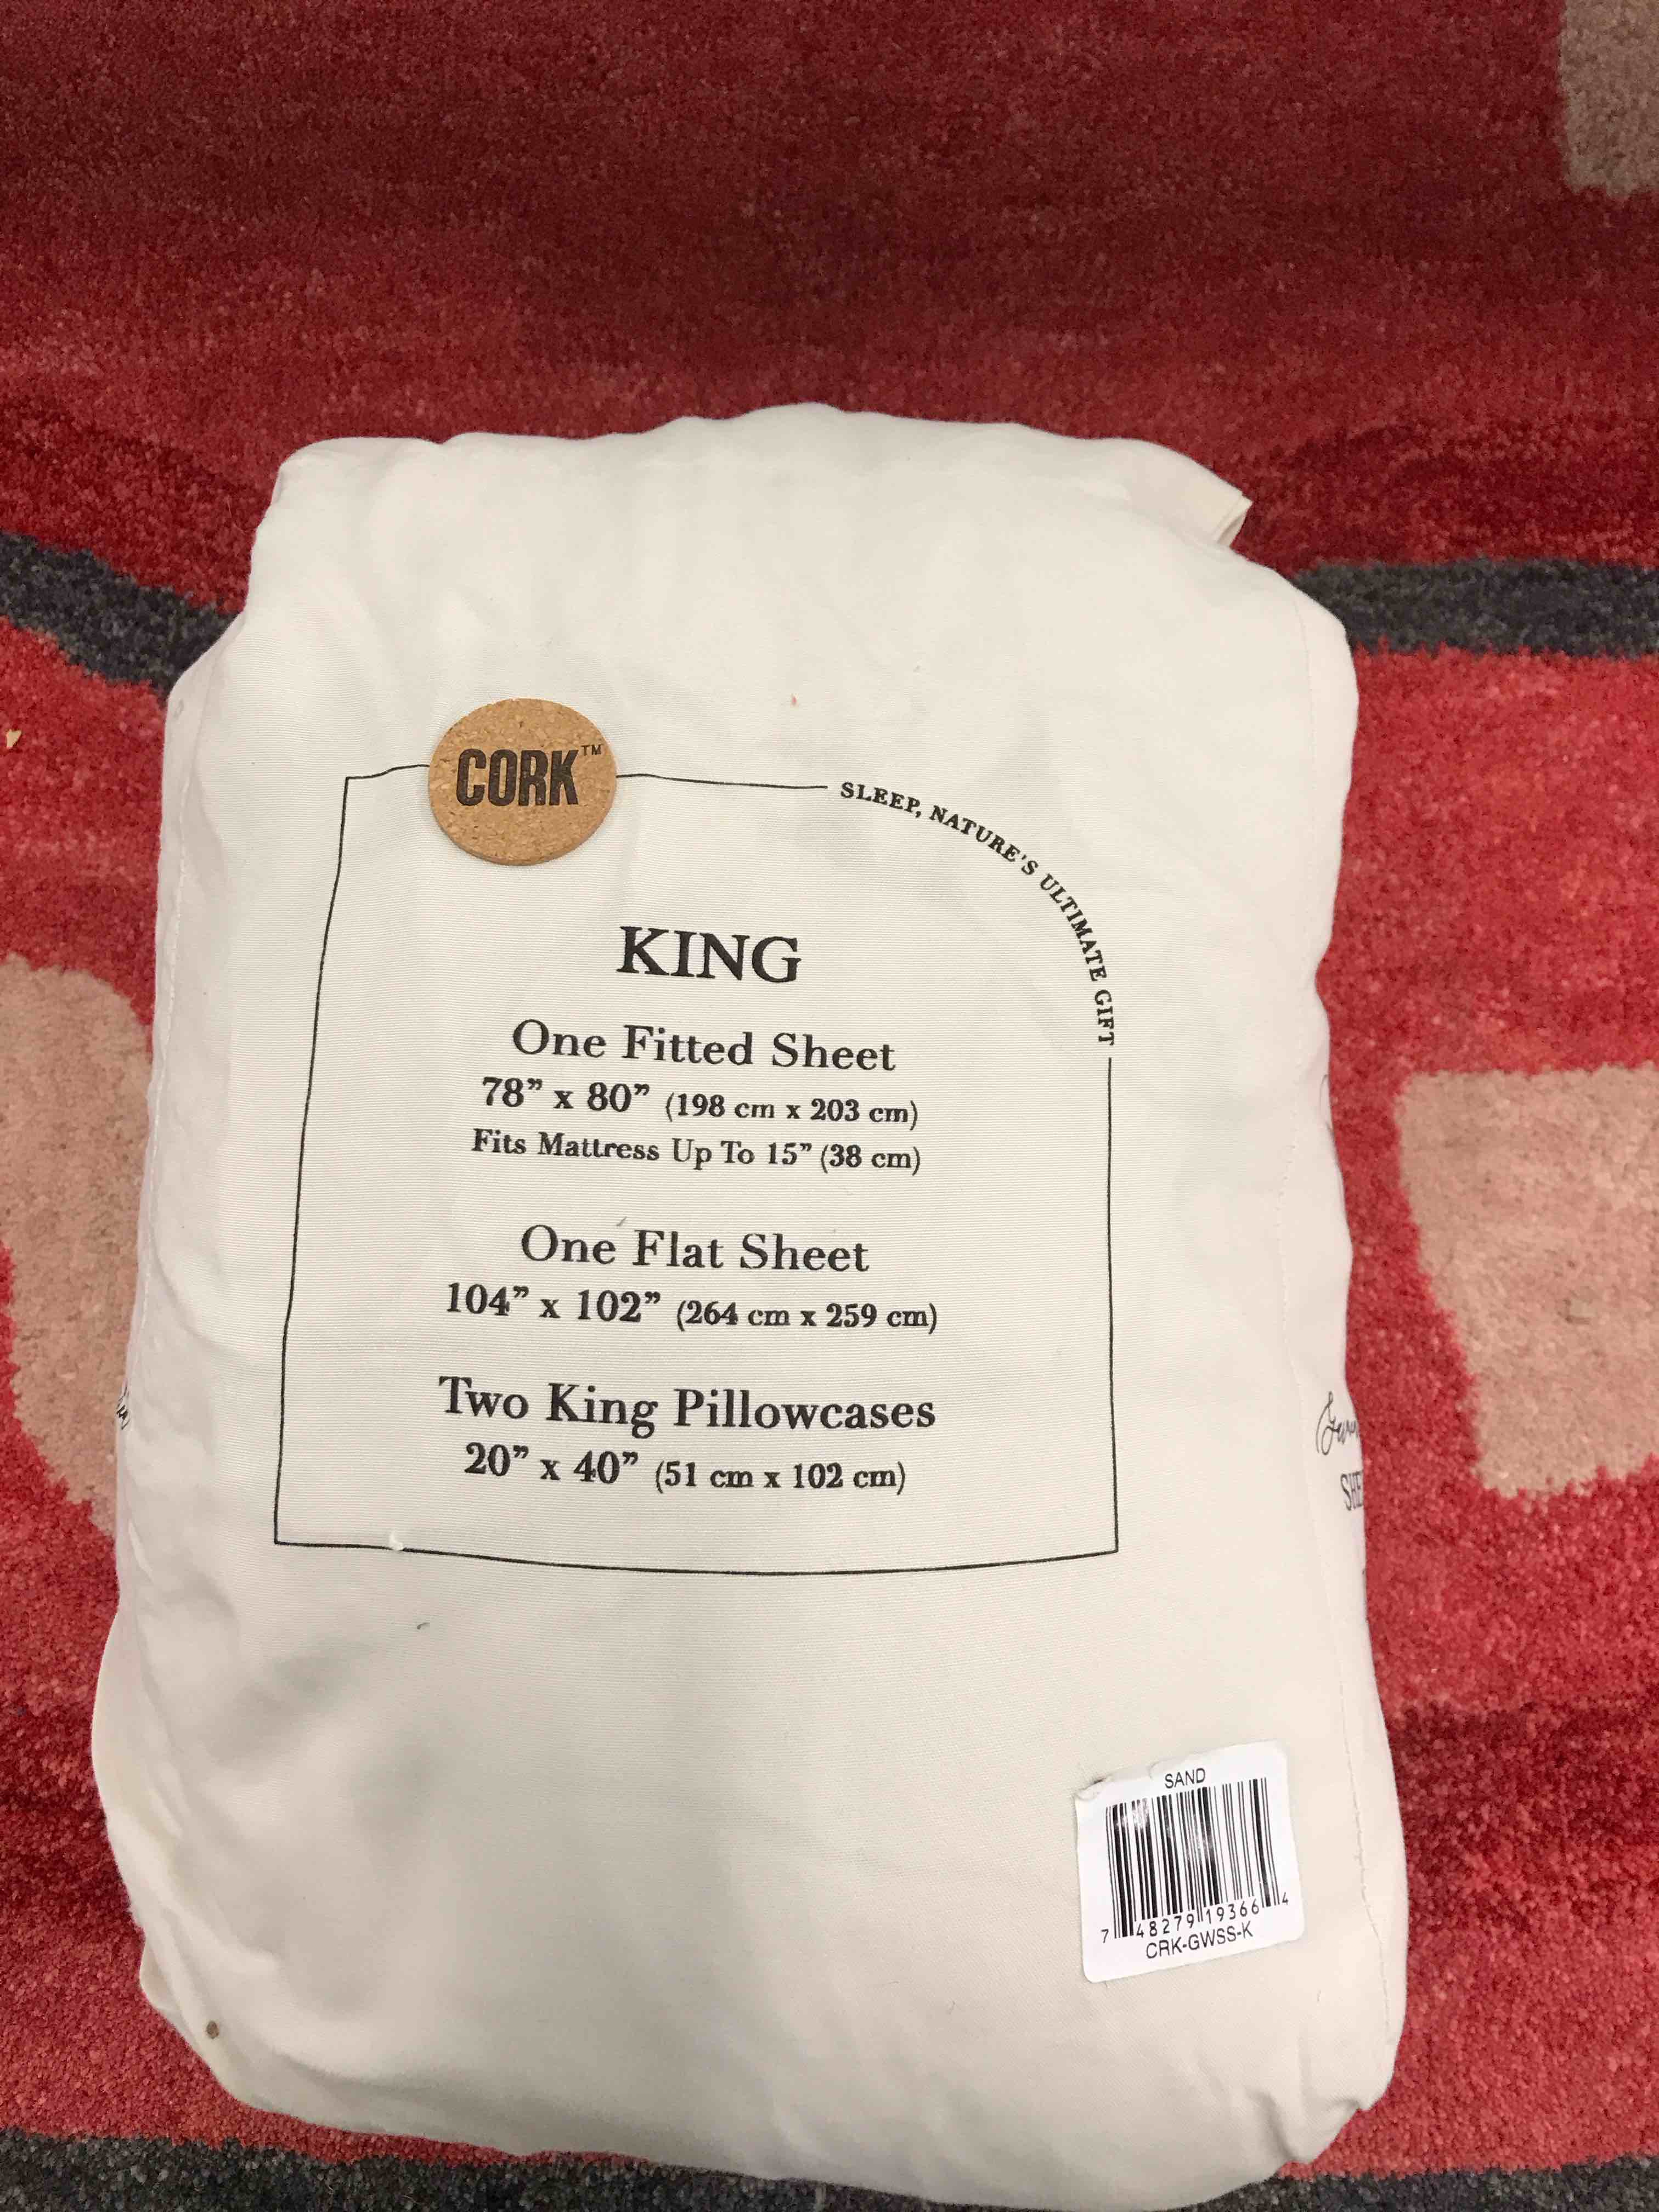 CORK™
SLEEP, NATURE'S ULTIMATE GIFT
KING
One Fitted Sheet
78” x 80” (198 cm x 203 cm)
Fits Mattress Up To 15” (38 cm)
One Flat Sheet
104” x 102” (264 cm x 259 cm)
Two King Pillowcases
20” x 40” (51 cm x 102 cm)
SAND
7 48279 19366 4
CRK-GWSS-K